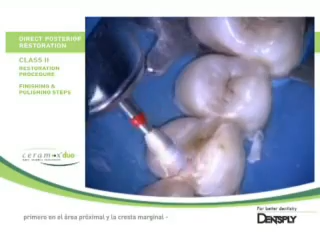 DIRECT POSTERIOR
RESTORATION
CLASS II
RESTORATION
PROCEDURE
FINISHING &
POLISHING STEPS
ceram•x duo
primero en el área próximal y la cresta marginal -
For better dentistry
DENTSPLY